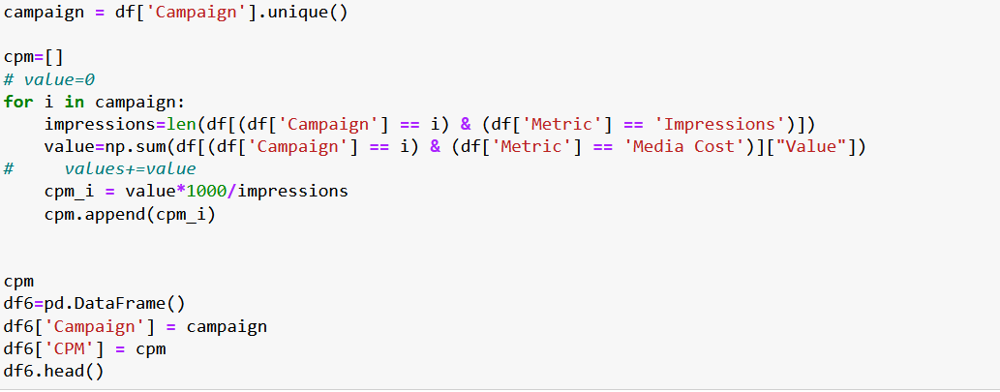 campaign = df['Campaign'].unique()
cpm=[]
# value=0
for i in campaign:
    impressions=len(df[(df['Campaign'] == i) & (df['Metric'] == 'Impressions')])
    value=np.sum(df[(df['Campaign'] == i) & (df['Metric'] == 'Media Cost')]["Value"])
#     values+=value
    cpm_i = value*1000/impressions
    cpm.append(cpm_i)
cpm
df6=pd.DataFrame()
df6['Campaign'] = campaign
df6['CPM'] = cpm
df6.head()